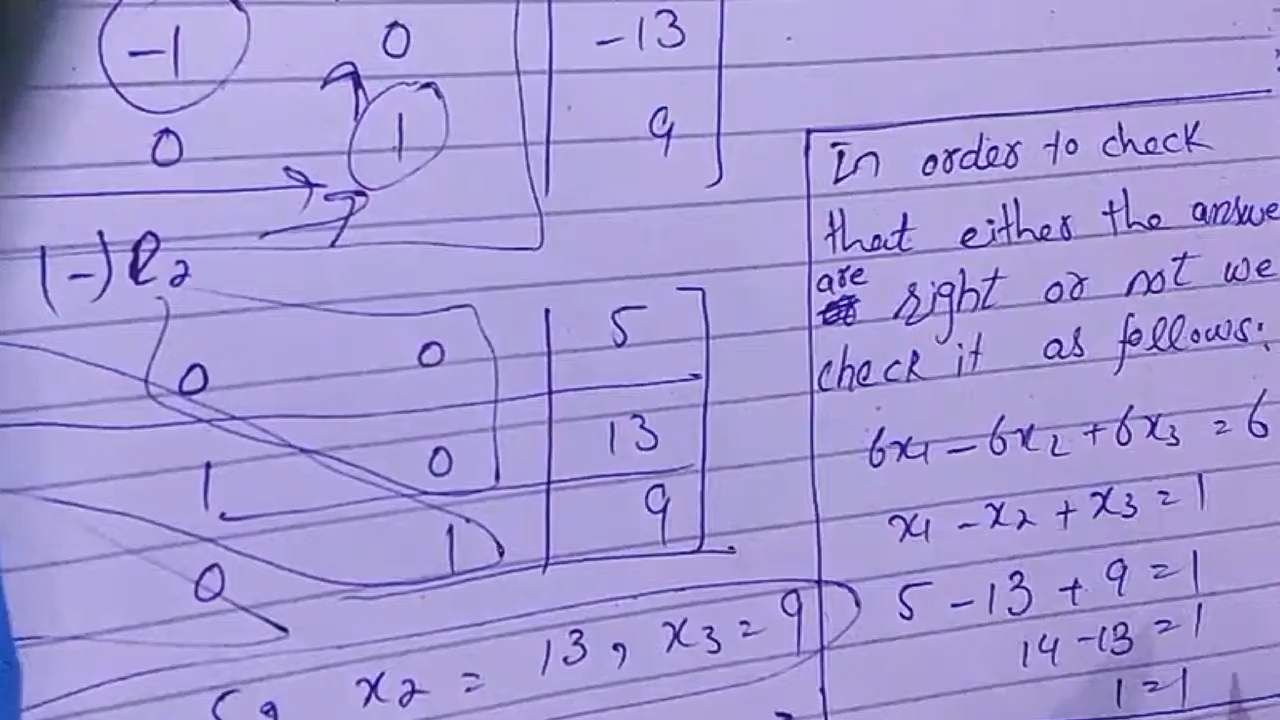 -1 0 -13
0 1 9
(-)R2
0 0 5
1 0 13
0 1 9
x2 = 13, x3 = 9
In order to check
that either the answe
are right or not we
check it as follows:
6x1 - 6x2 + 6x3 = 6
x1 - x2 + x3 = 1
5 - 13 + 9 = 1
14 - 13 = 1
1 = 1